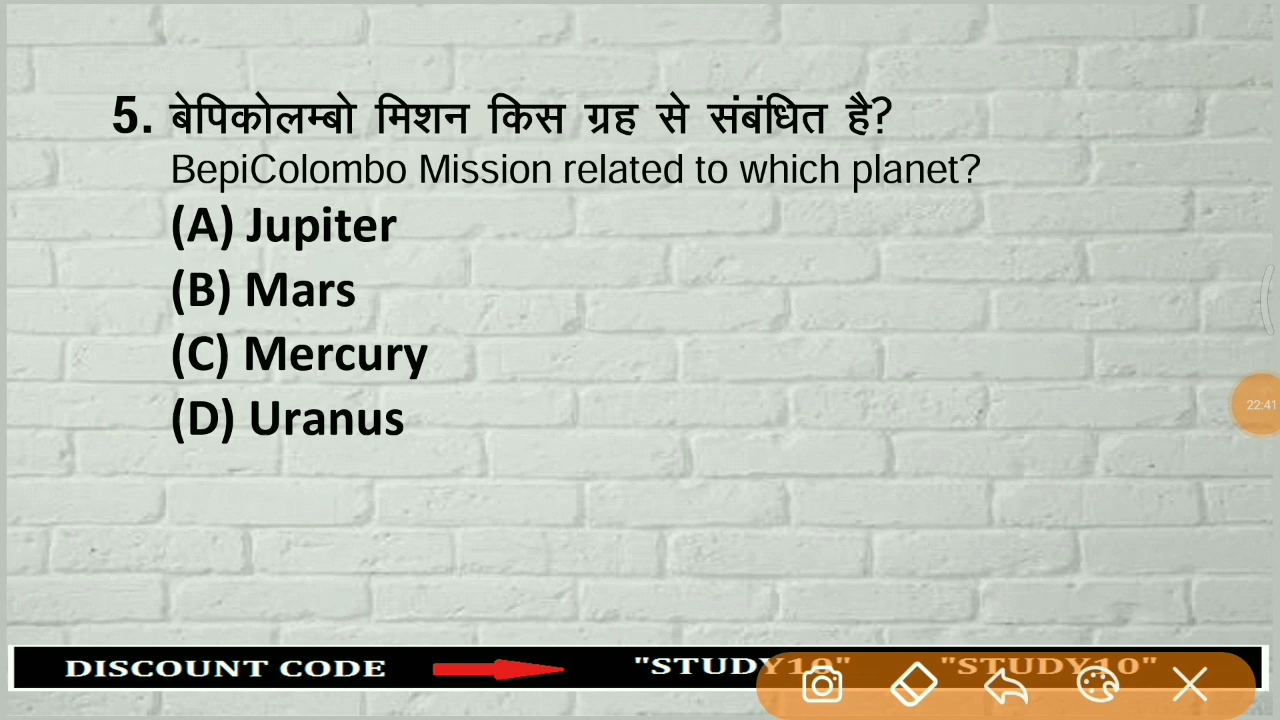 5. बेपिकोलम्बो मिशन किस ग्रह से संबंधित है?
BepiColombo Mission related to which planet?
(A) Jupiter
(B) Mars
(C) Mercury
(D) Uranus
22:41
DISCOUNT CODE "STUDY10" "STUDY10"